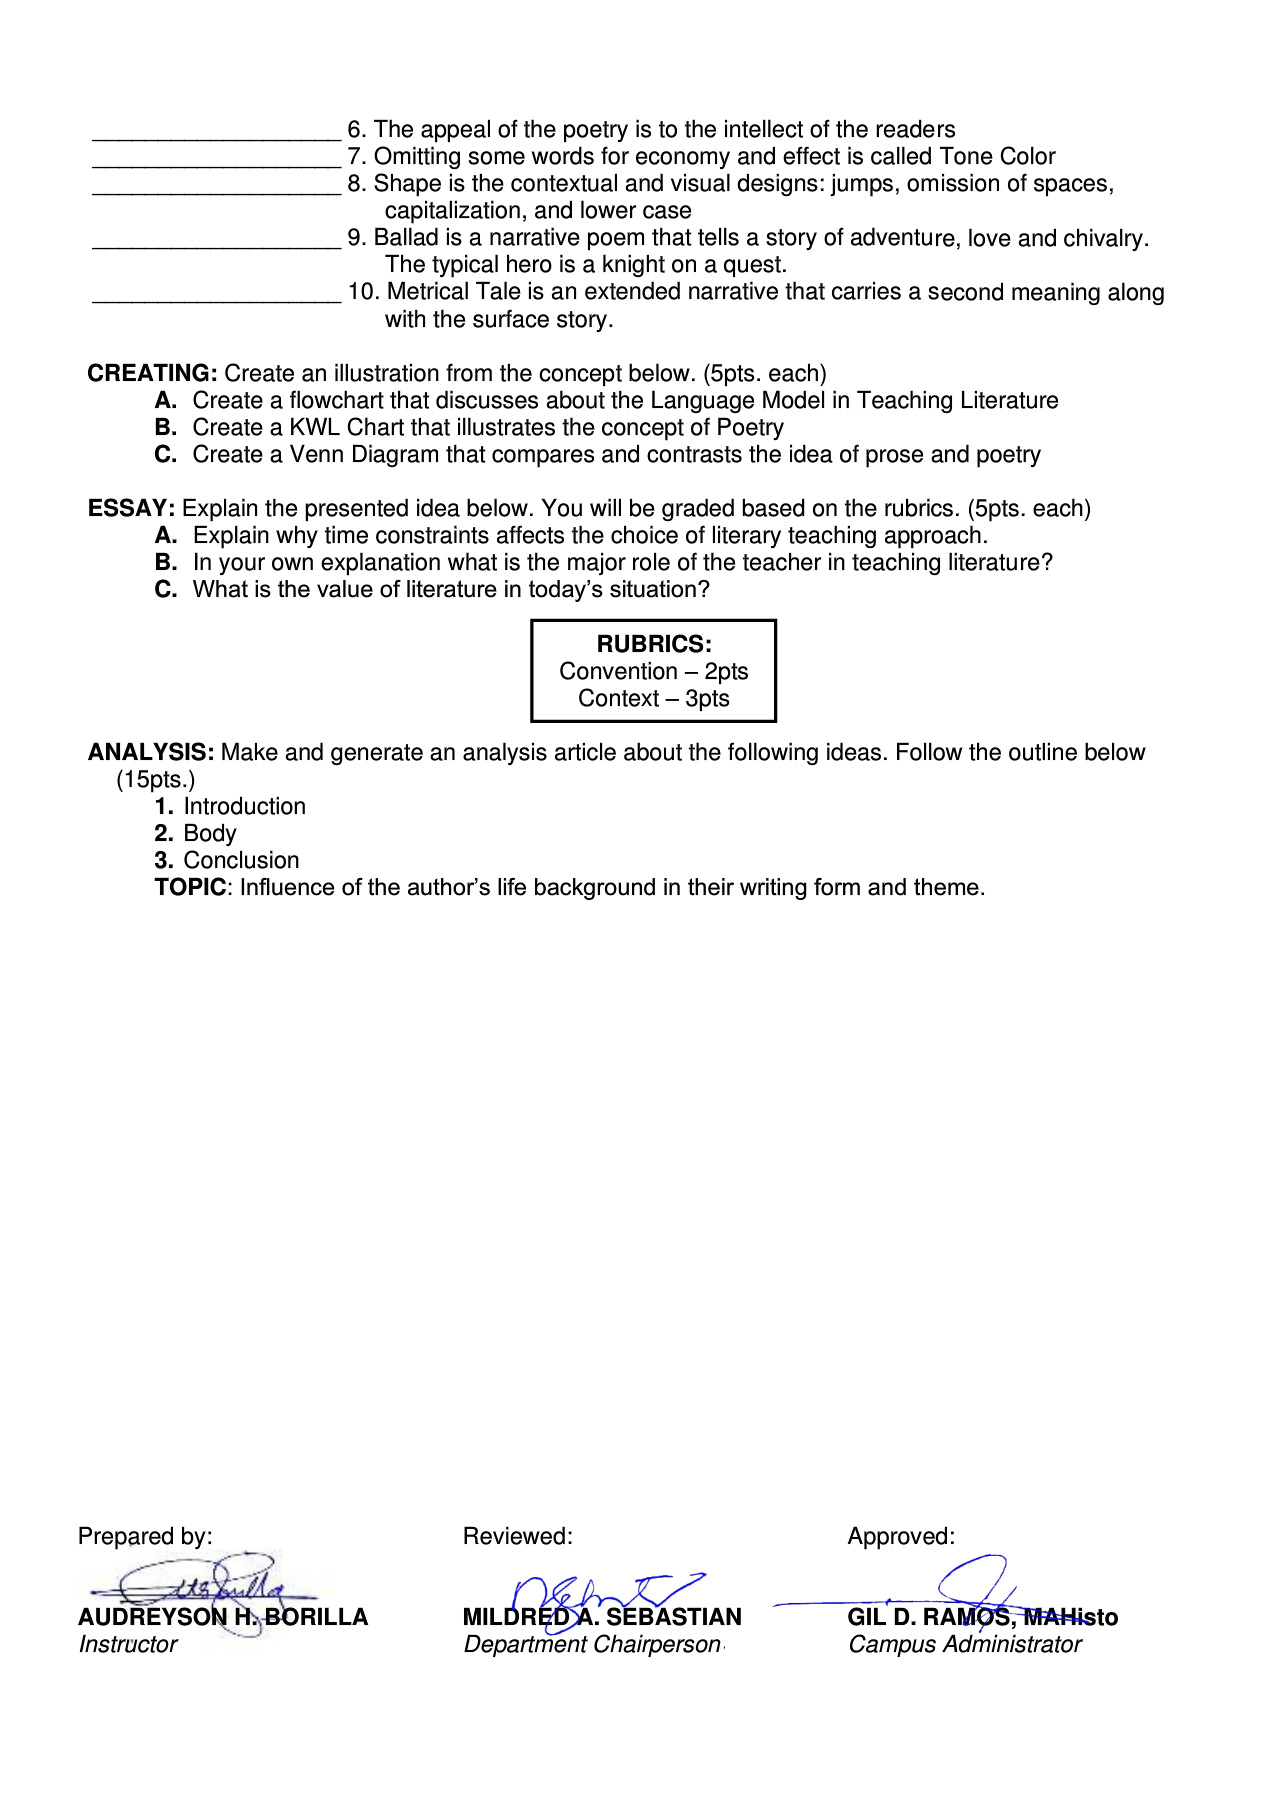 ___________________ 6. The appeal of the poetry is to the intellect of the readers
___________________ 7. Omitting some words for economy and effect is called Tone Color
___________________ 8. Shape is the contextual and visual designs: jumps, omission of spaces,
capitalization, and lower case
___________________ 9. Ballad is a narrative poem that tells a story of adventure, love and chivalry.
The typical hero is a knight on a quest.
___________________ 10. Metrical Tale is an extended narrative that carries a second meaning along
with the surface story.
CREATING: Create an illustration from the concept below. (5pts. each)
A. Create a flowchart that discusses about the Language Model in Teaching Literature
B. Create a KWL Chart that illustrates the concept of Poetry
C. Create a Venn Diagram that compares and contrasts the idea of prose and poetry
ESSAY: Explain the presented idea below. You will be graded based on the rubrics. (5pts. each)
A. Explain why time constraints affects the choice of literary teaching approach.
B. In your own explanation what is the major role of the teacher in teaching literature?
C. What is the value of literature in today’s situation?
RUBRICS:
Convention – 2pts
Context – 3pts
ANALYSIS: Make and generate an analysis article about the following ideas. Follow the outline below
(15pts.)
1. Introduction
2. Body
3. Conclusion
TOPIC: Influence of the author’s life background in their writing form and theme.
Prepared by: Reviewed: Approved:
AUDREYSON H. BORILLA MILDRED A. SEBASTIAN GIL D. RAMOS, MAHisto
Instructor Department Chairperson Campus Administrator